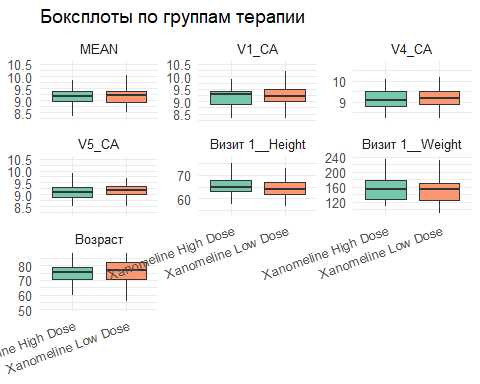 Боксплоты по группам терапии
MEAN
V1_CA
V4_CA
10.5
10.0
9.5
9.0
8.5
10.5
10.0
9.5
9.0
8.5
10
9
V5_CA
Визит 1__Height
Визит 1__Weight
10.5
10.0
9.5
9.0
8.5
70
60
240
200
160
120
Возраст
80
70
60
50
Xanomeline High Dose
Xanomeline Low Dose
Xanomeline High Dose
Xanomeline Low Dose
ine High Dose
Xanomeline Low Dose